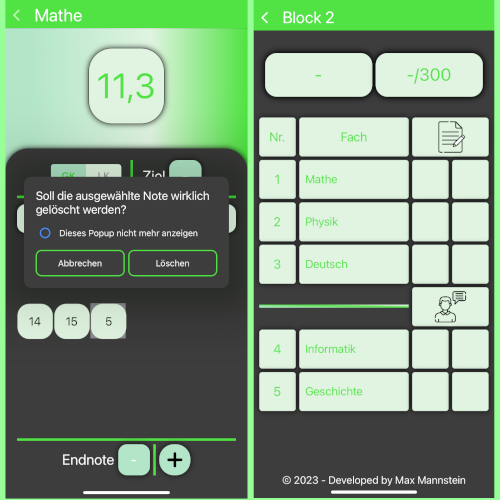 Mathe
11,3
GK LK Ziel
Soll die ausgewählte Note wirklich
gelöscht werden?
Dieses Popup nicht mehr anzeigen
Abbrechen Löschen
14 15 5
Endnote - +
Block 2
- -/300
Nr. Fach
1 Mathe
2 Physik
3 Deutsch
4 Informatik
5 Geschichte
© 2023 - Developed by Max Mannstein